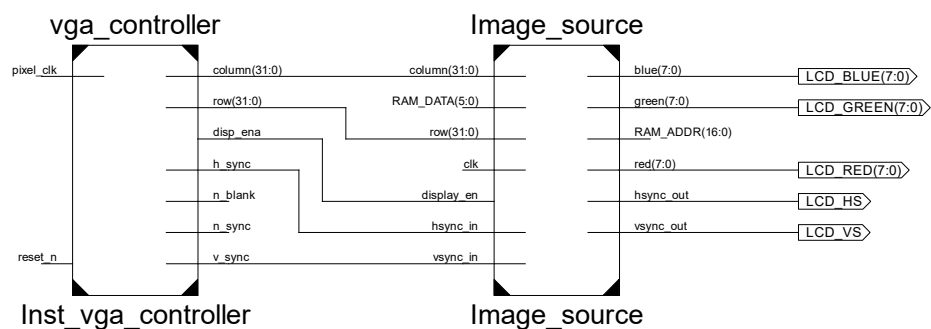 vga_controller
Image_source
pixel_clk
column(31:0)
column(31:0)
blue(7:0)
LCD_BLUE(7:0)
row(31:0)
RAM_DATA(5:0)
green(7:0)
LCD_GREEN(7:0)
disp_ena
row(31:0)
RAM_ADDR(16:0)
h_sync
clk
red(7:0)
LCD_RED(7:0)
n_blank
display_en
hsync_out
LCD_HS
n_sync
hsync_in
vsync_out
LCD_VS
reset_n
v_sync
vsync_in
Inst_vga_controller
Image_source